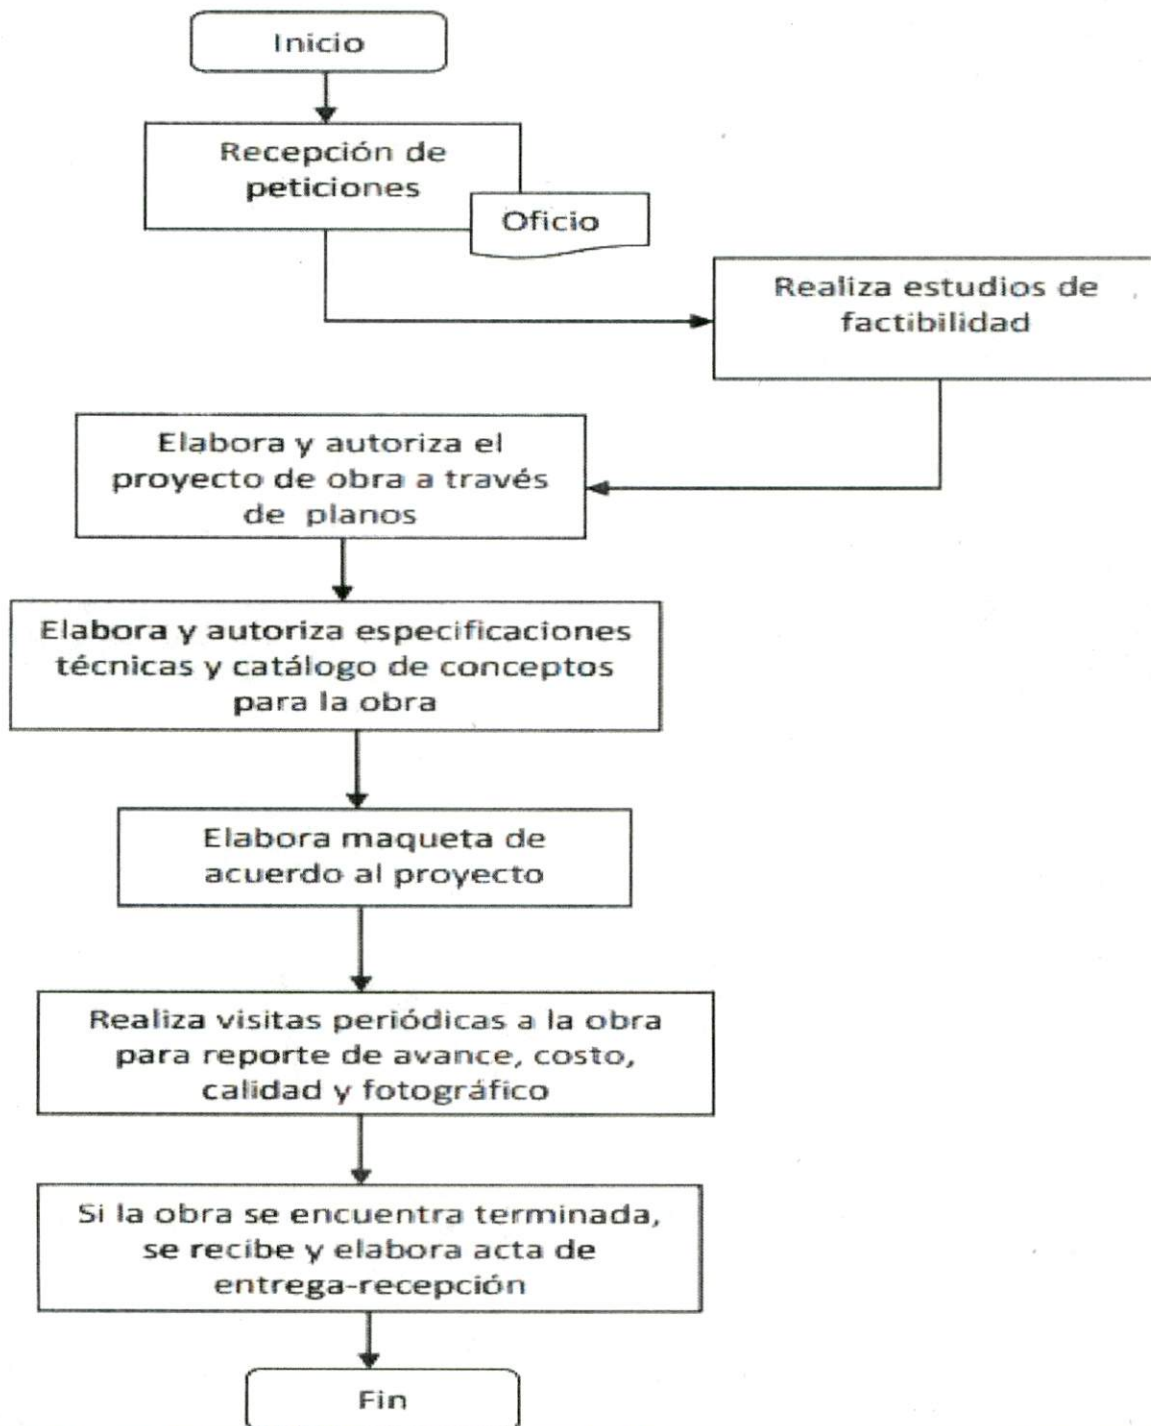 Inicio
Recepción de
peticiones
Oficio
Realiza estudios de
factibilidad
Elabora y autoriza el
proyecto de obra a través
de planos
Elabora y autoriza especificaciones
técnicas y catálogo de conceptos
para la obra
Elabora maqueta de
acuerdo al proyecto
Realiza visitas periódicas a la obra
para reporte de avance, costo,
calidad y fotográfico
Si la obra se encuentra terminada,
se recibe y elabora acta de
entrega-recepción
Fin